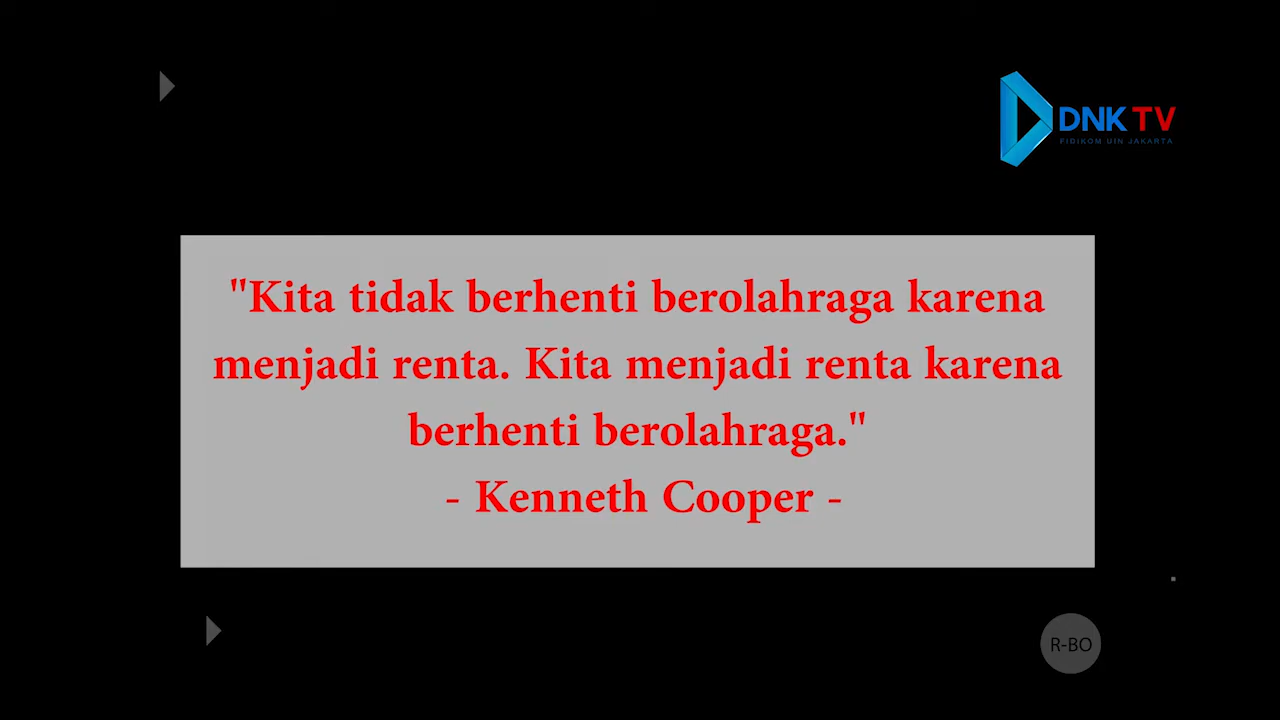 DNK TV
FIDIKOM UIN JAKARTA
"Kita tidak berhenti berolahraga karena
menjadi renta. Kita menjadi renta karena
berhenti berolahraga."
- Kenneth Cooper -
R-BO